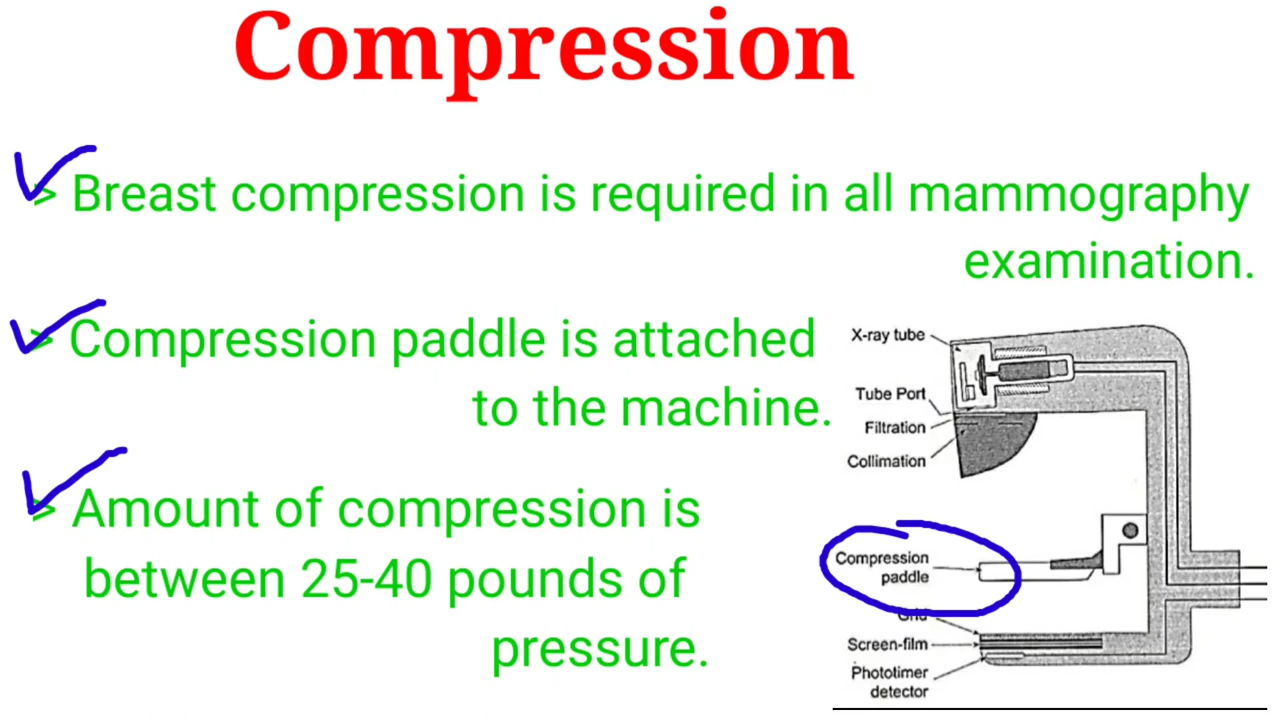 Compression
> Breast compression is required in all mammography
examination.
> Compression paddle is attached
to the machine.
> Amount of compression is
between 25-40 pounds of
pressure.
X-ray tube
Tube Port
Filtration
Collimation
Compression
paddle
Grid
Screen-film
Phototimer
detector